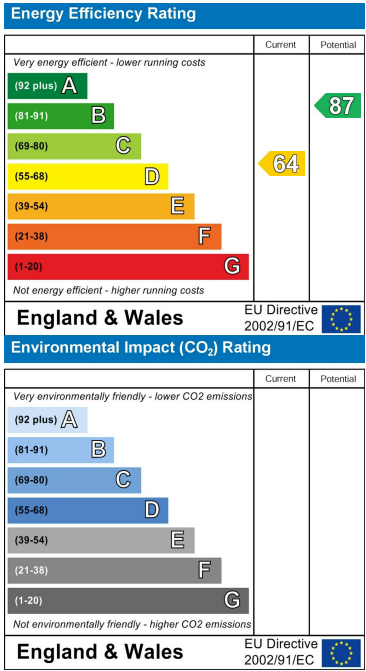 Energy Efficiency Rating
Current Potential
Very energy efficient - lower running costs
(92 plus) A
(81-91) B
87
(69-80) C
64
(55-68) D
(39-54) E
(21-38) F
(1-20) G
Not energy efficient - higher running costs
England & Wales
EU Directive
2002/91/EC
Environmental Impact (CO₂) Rating
Current Potential
Very environmentally friendly - lower CO2 emissions
(92 plus) A
(81-91) B
(69-80) C
(55-68) D
(39-54) E
(21-38) F
(1-20) G
Not environmentally friendly - higher CO2 emissions
England & Wales
EU Directive
2002/91/EC